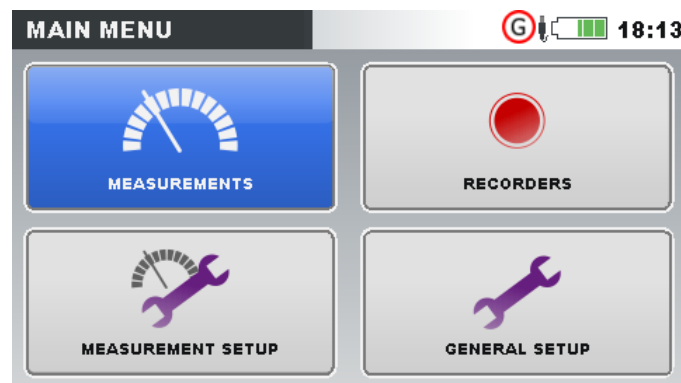 MAIN MENU
G 18:13
MEASUREMENTS
RECORDERS
MEASUREMENT SETUP
GENERAL SETUP